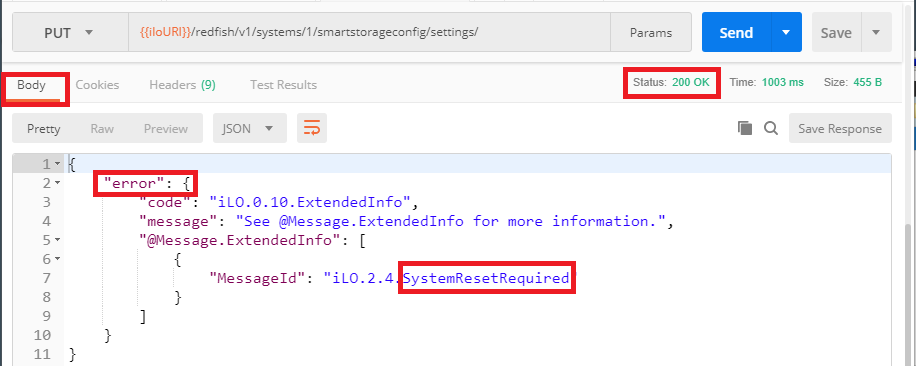 PUT {{iloURI}}/redfish/v1/systems/1/smartstorageconfig/settings/ Params Send Save
Body Cookies Headers (9) Test Results Status: 200 OK Time: 1003 ms Size: 455 B
Pretty Raw Preview JSON Save Response
1 {
2 "error": {
3 "code": "iLO.0.10.ExtendedInfo",
4 "message": "See @Message.ExtendedInfo for more information.",
5 "@Message.ExtendedInfo": [
6 {
7 "MessageId": "iLO.2.4.SystemResetRequired"
8 }
9 ]
10 }
11 }